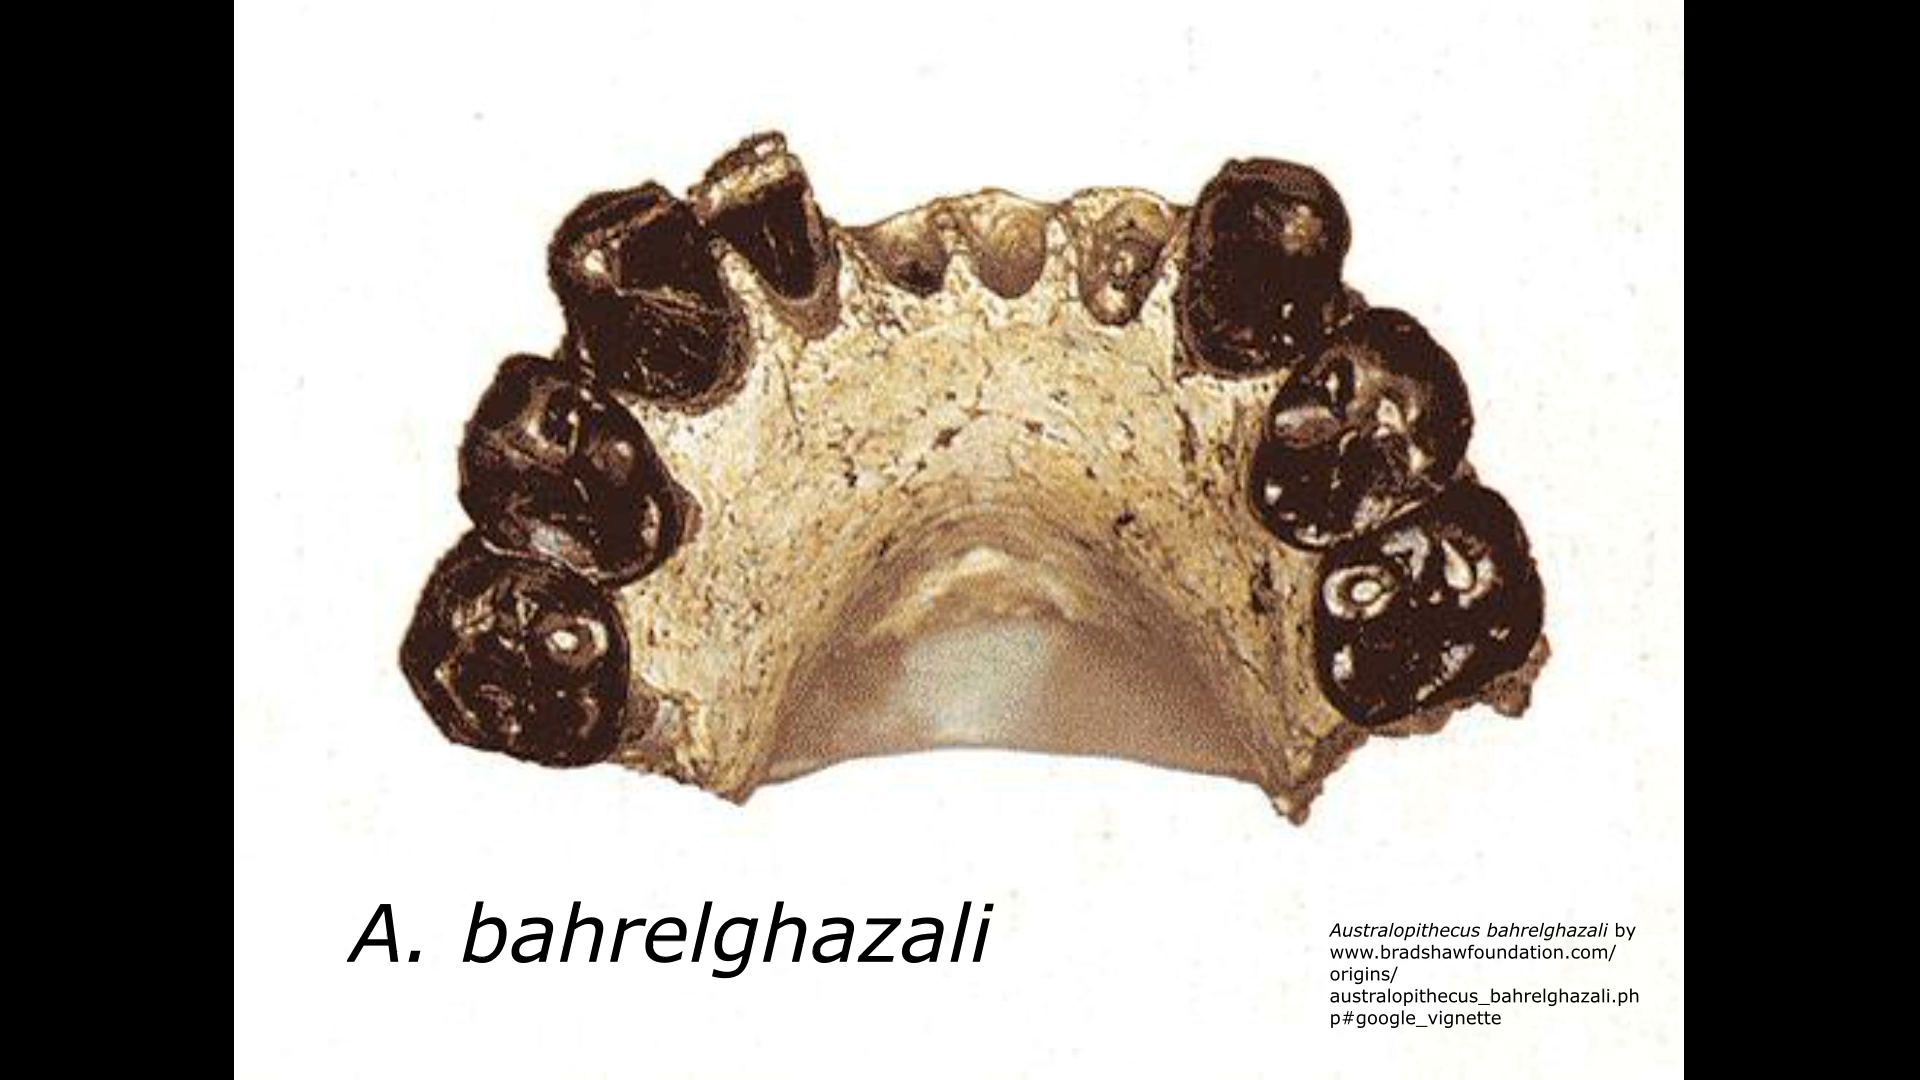 A. bahrelghazali
Australopithecus bahrelghazali by
www.bradshawfoundation.com/
origins/
australopithecus_bahrelghazali.ph
p#google_vignette